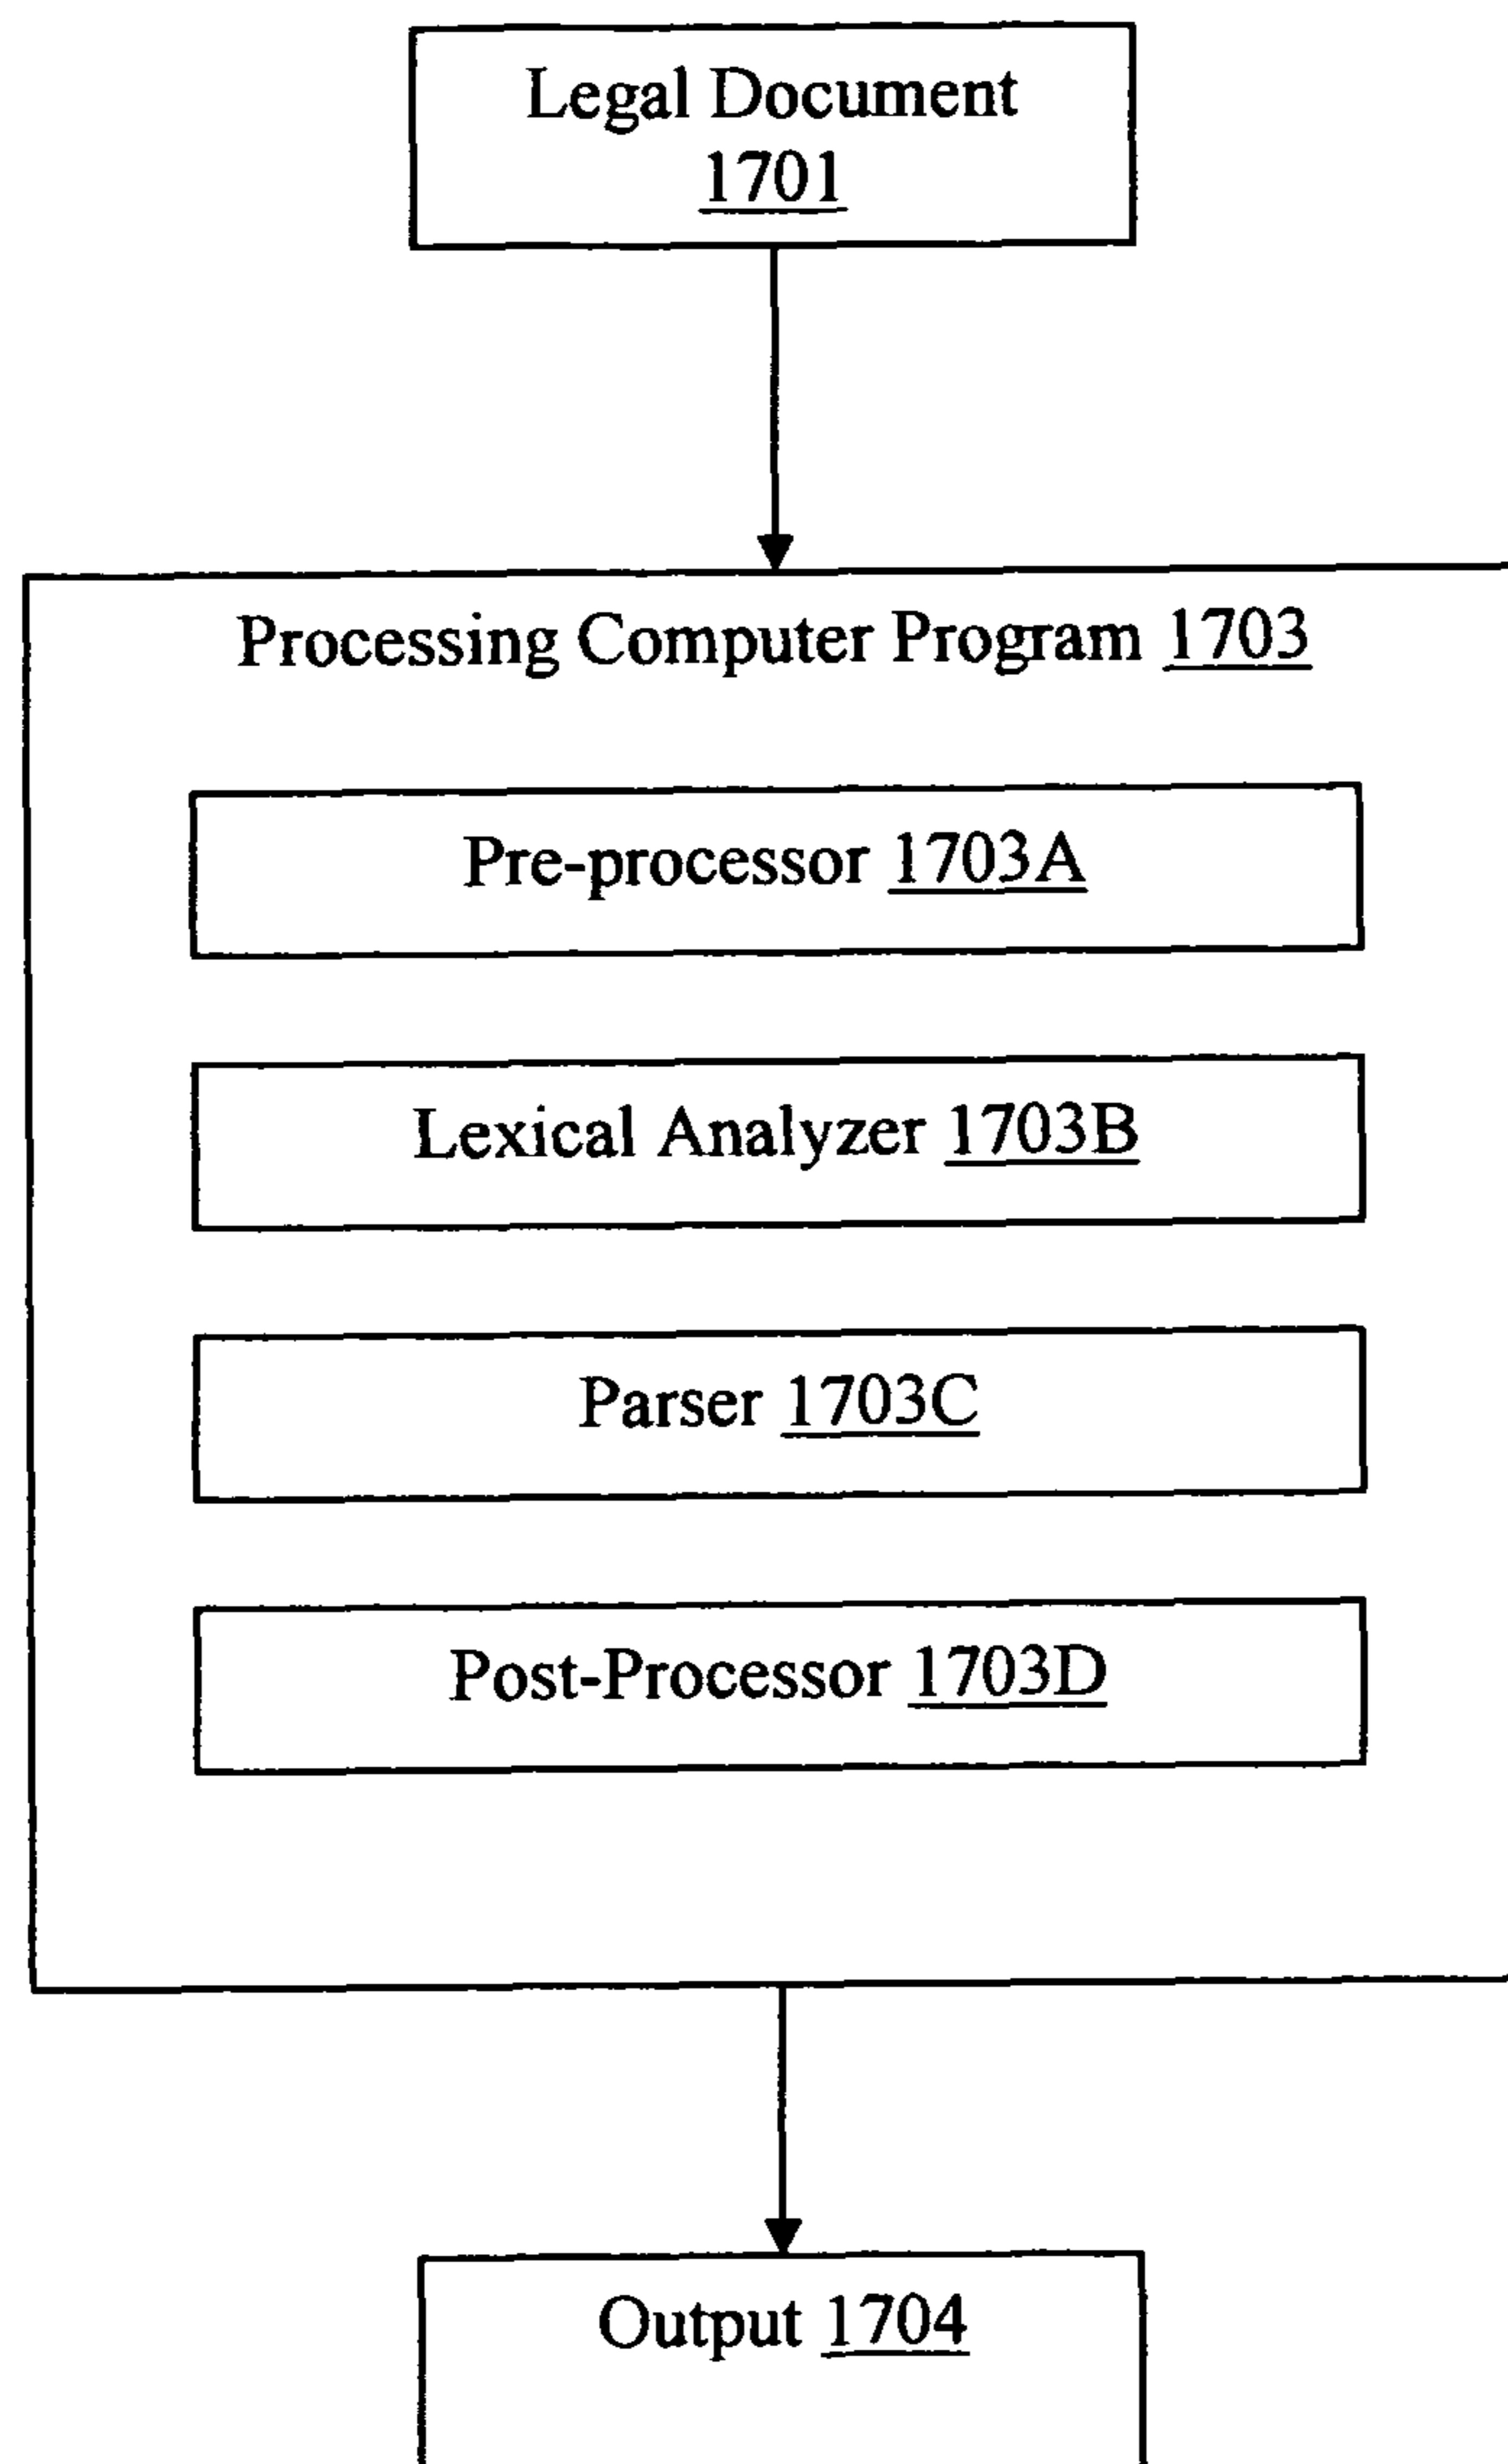 Legal Document
1701
Processing Computer Program 1703
Pre-processor 1703A
Lexical Analyzer 1703B
Parser 1703C
Post-Processor 1703D
Output 1704